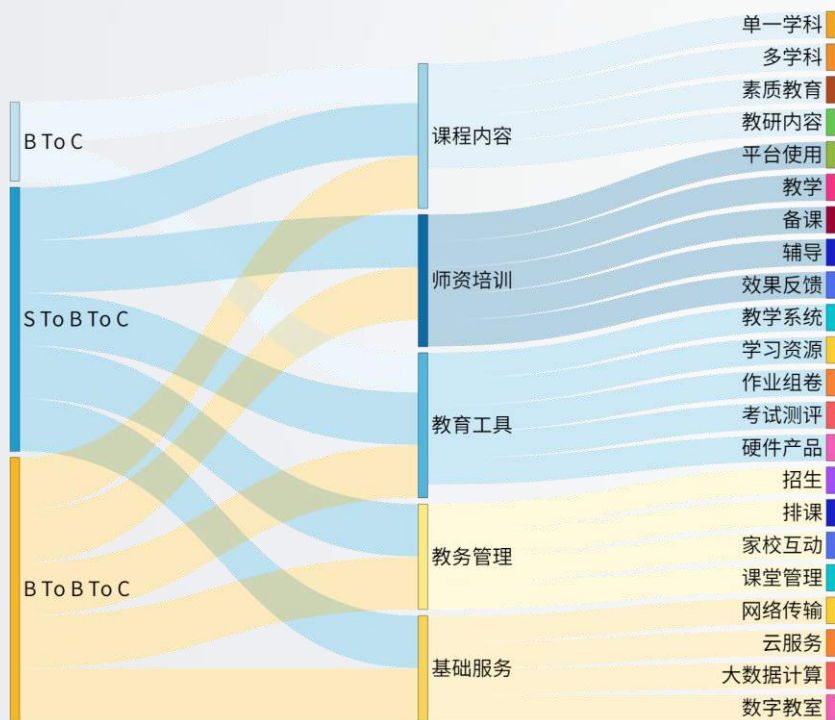 B To C
S To B To C
B To B To C
课程内容
师资培训
教育工具
教务管理
基础服务
单一学科
多学科
素质教育
教研内容
平台使用
教学
备课
辅导
效果反馈
教学系统
学习资源
作业组卷
考试测评
硬件产品
招生
排课
家校互动
课堂管理
网络传输
云服务
大数据计算
数字教室